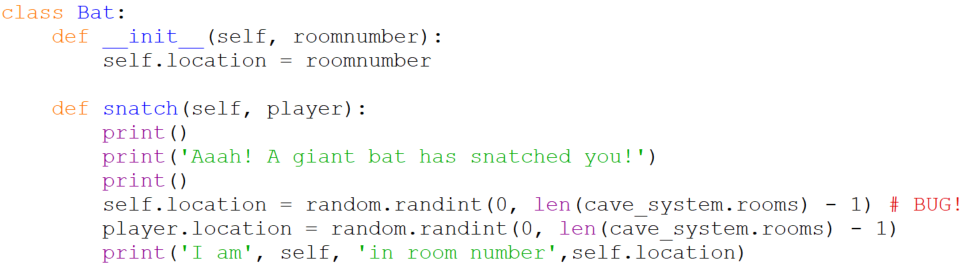 class Bat:
    def __init__(self, roomnumber):
        self.location = roomnumber

    def snatch(self, player):
        print()
        print('Aaah! A giant bat has snatched you!')
        print()
        self.location = random.randint(0, len(cave_system.rooms) - 1) # BUG!
        player.location = random.randint(0, len(cave_system.rooms) - 1)
        print('I am', self, 'in room number',self.location)